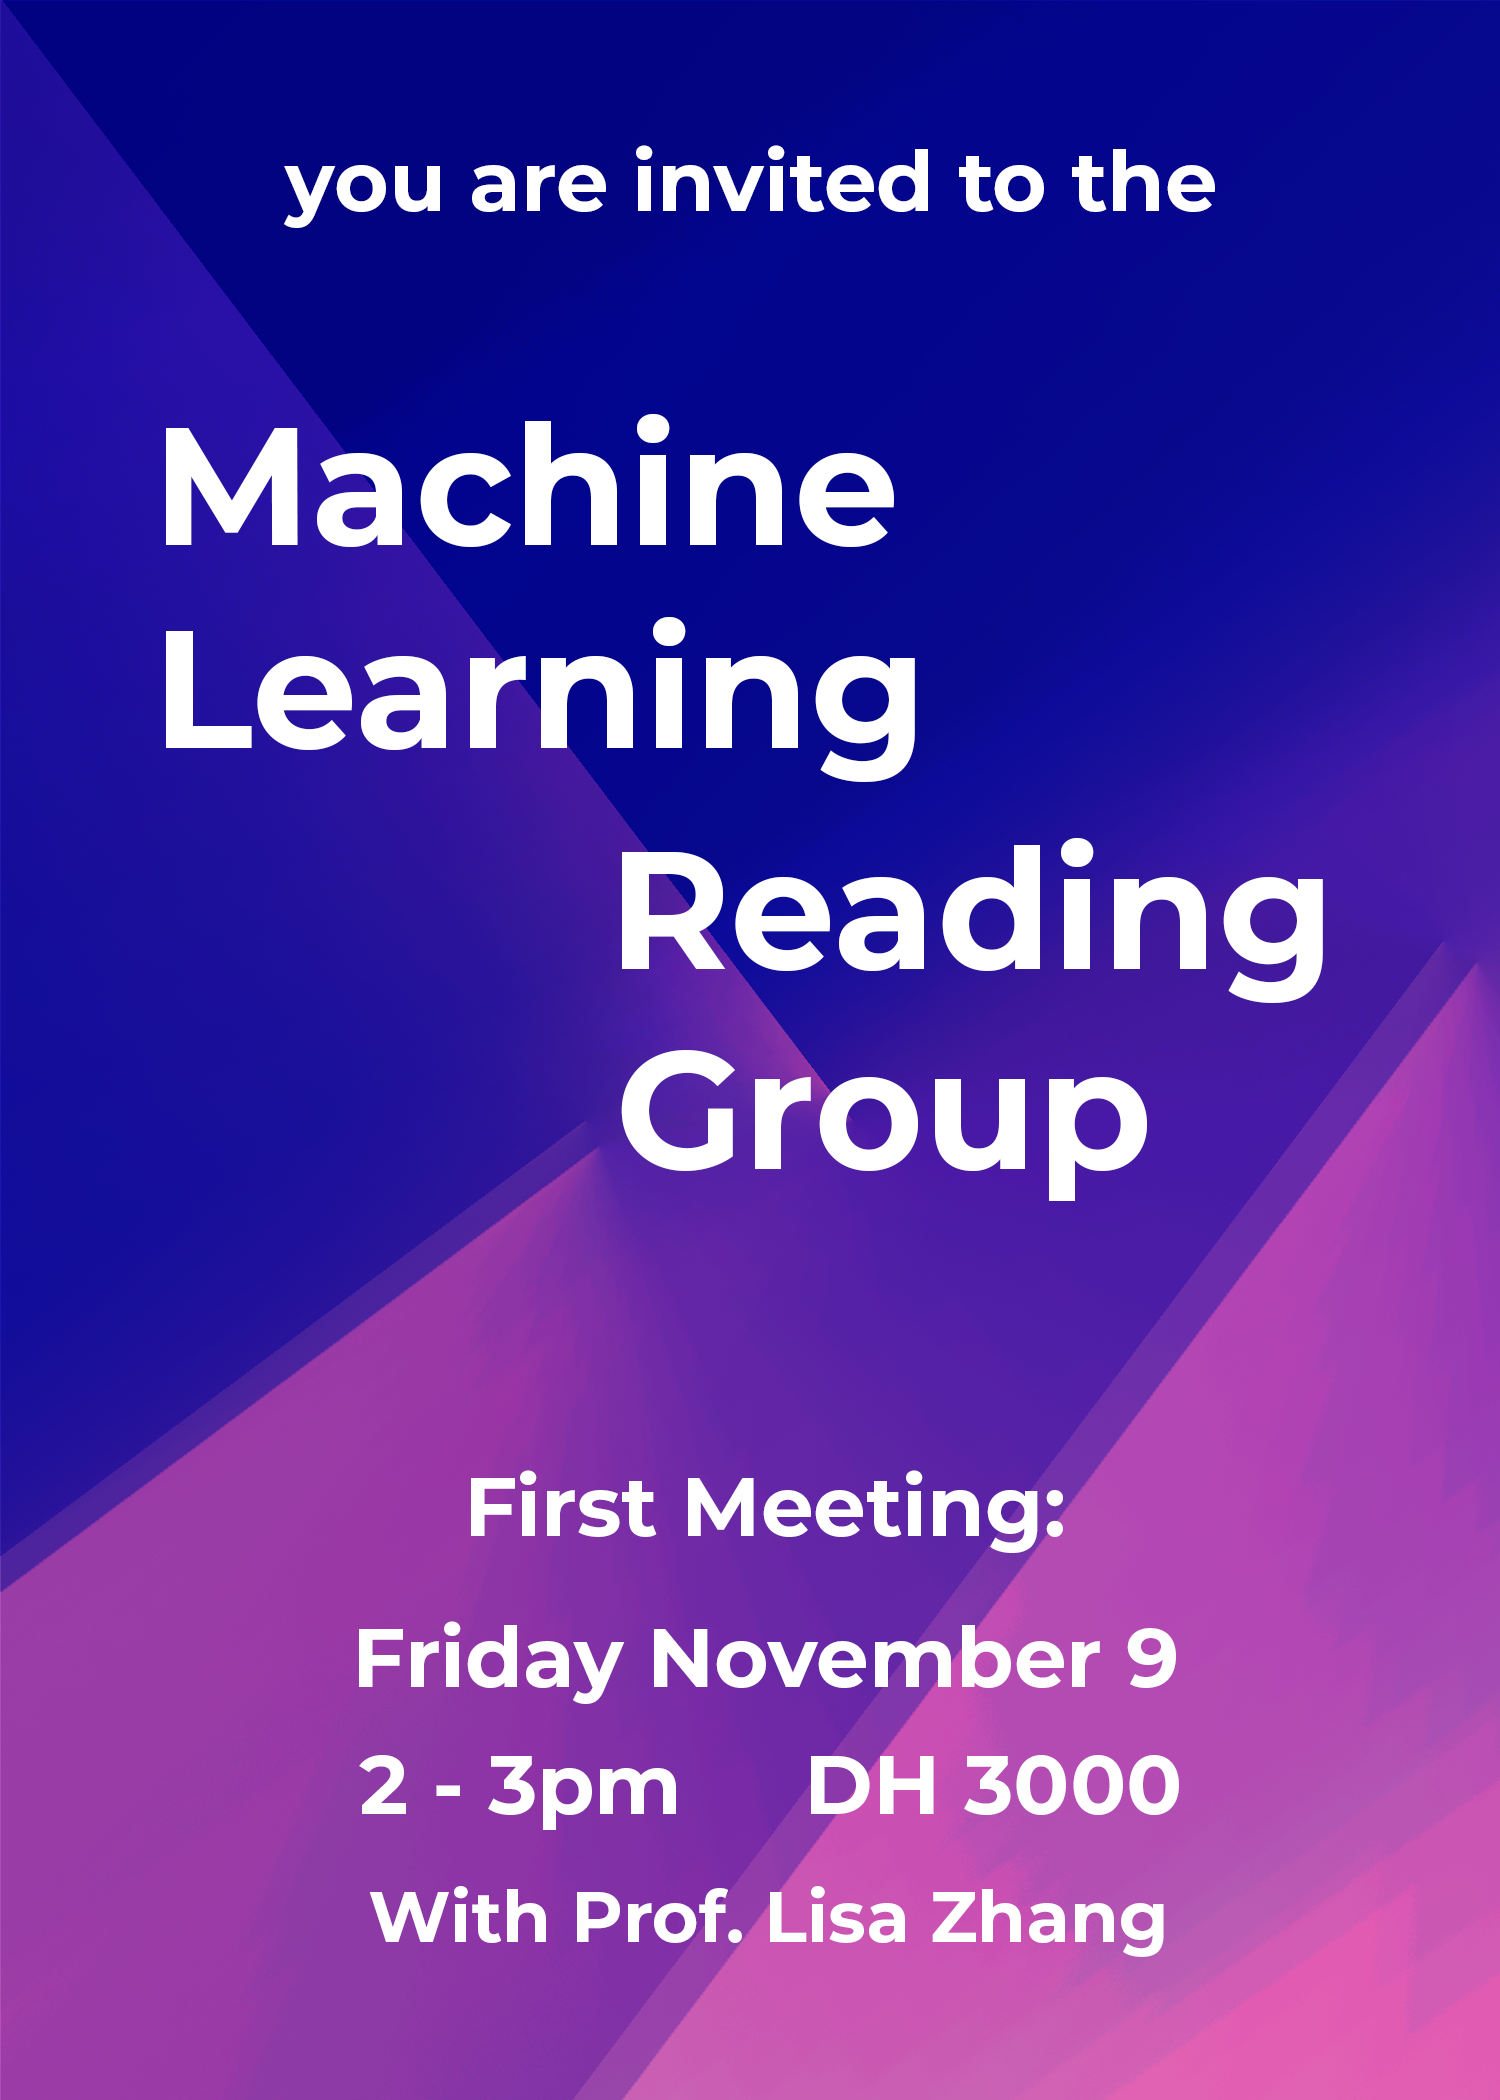 you are invited to the
Machine
Learning
Reading
Group
First Meeting:
Friday November 9
2 - 3pm DH 3000
With Prof. Lisa Zhang